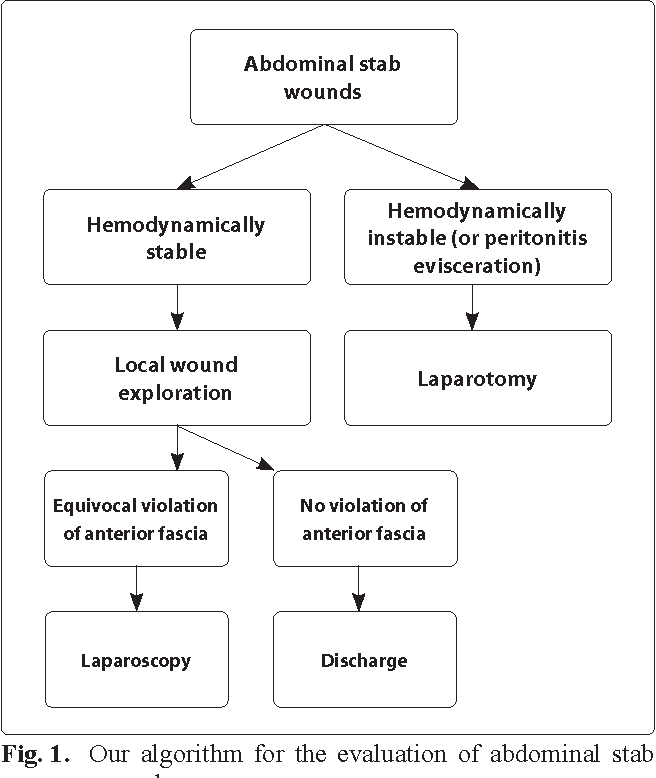 Abdominal stab
wounds
Hemodynamically
stable
Hemodynamically
instable (or peritonitis
evisceration)
Local wound
exploration
Laparotomy
Equivocal violation
of anterior fascia
No violation of
anterior fascia
Laparoscopy
Discharge
Fig. 1. Our algorithm for the evaluation of abdominal stab